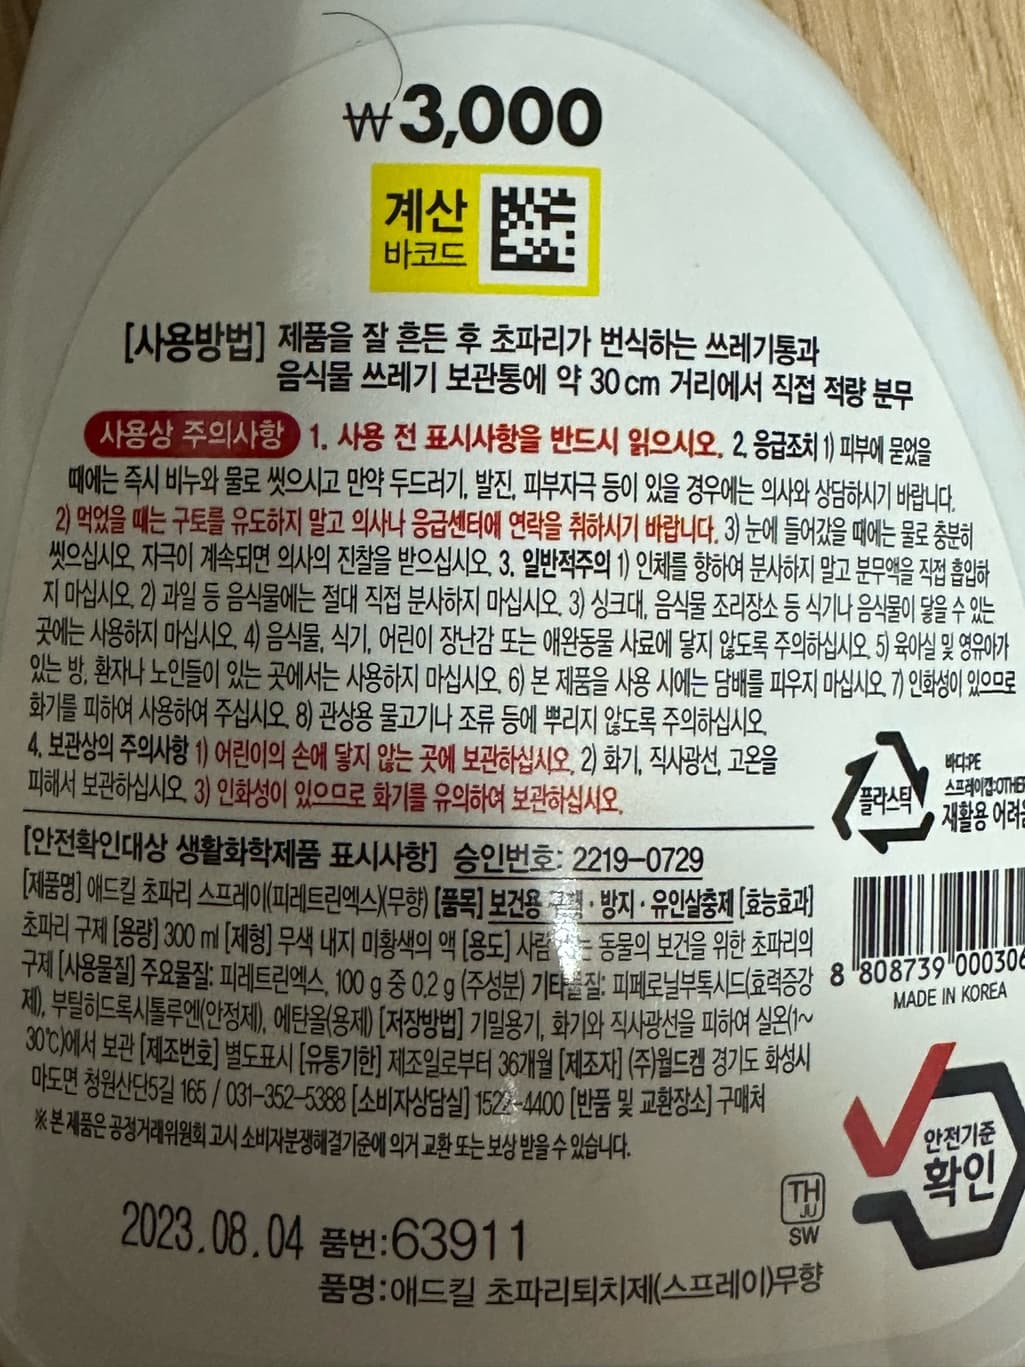 ₩3,000
계산
바코드
[사용방법] 제품을 잘 흔든 후 초파리가 번식하는 쓰레기통과
음식물 쓰레기 보관통에 약 30cm 거리에서 직접 적량 분무
사용상 주의사항 1. 사용 전 표시사항을 반드시 읽으시오. 2. 응급조치 1) 피부에 묻었을
때에는 즉시 비누와 물로 씻으시고 만약 두드러기, 발진, 피부자극 등이 있을 경우에는 의사와 상담하시기 바랍니다.
2) 먹었을 때는 구토를 유도하지 말고 의사나 응급센터에 연락을 취하시기 바랍니다. 3) 눈에 들어갔을 때에는 물로 충분히
씻으십시오. 자극이 계속되면 의사의 진찰을 받으십시오. 3. 일반적주의 1) 인체를 향하여 분사하지 말고 분무액을 직접 흡입하
지 마십시오. 2) 과일 등 음식물에는 절대 직접 분사하지 마십시오. 3) 싱크대, 음식물 조리장소 등 식기나 음식물이 닿을 수 있는
곳에는 사용하지 마십시오. 4) 음식물, 식기, 어린이 장난감 또는 애완동물 사료에 닿지 않도록 주의하십시오. 5) 육아실 및 영유아가
있는 방, 환자나 노인들이 있는 곳에서는 사용하지 마십시오. 6) 본 제품을 사용 시에는 담배를 피우지 마십시오. 7) 인화성이 있으므로
화기를 피하여 사용하여 주십시오. 8) 관상용 물고기나 조류 등에 뿌리지 않도록 주의하십시오.
4. 보관상의 주의사항 1) 어린이의 손에 닿지 않는 곳에 보관하십시오. 2) 화기, 직사광선, 고온을
피해서 보관하십시오. 3) 인화성이 있으므로 화기를 유의하여 보관하십시오.
플라스틱
바디:PE
스프레이캡:OTHER
재활용 어려움
[안전확인대상 생활화학제품 표시사항] 승인번호: 2219-0729
[제품명] 애드킬 초파리 스프레이(피레트린엑스)(무향) [품목] 보건용 · 방지 · 유인살충제 [효능효과]
초파리 구제 [용량] 300 ml [제형] 무색 내지 미황색의 액 [용도] 사람 동물의 보건을 위한 초파리의
구제 [사용물질] 주요물질: 피레트린엑스, 100 g 중 0.2 g (주성분) 기타물질: 피페로닐부톡시드(효력증강
제), 부틸히드록시톨루엔(안정제), 에탄올(용제) [저장방법] 기밀용기, 화기와 직사광선을 피하여 실온(1~
30℃)에서 보관 [제조번호] 별도표시 [유통기한] 제조일로부터 36개월 [제조자] (주)월드켐 경기도 화성시
마도면 청원산단5길 165 / 031-352-5388 [소비자상담실] 1522-4400 [반품 및 교환장소] 구매처
※ 본 제품은 공정거래위원회 고시 소비자분쟁해결기준에 의거 교환 또는 보상 받을 수 있습니다.
8 808739 000306
MADE IN KOREA
안전기준
확인
TH
JU
SW
2023.08.04 품번:63911
품명:애드킬 초파리퇴치제(스프레이)무향